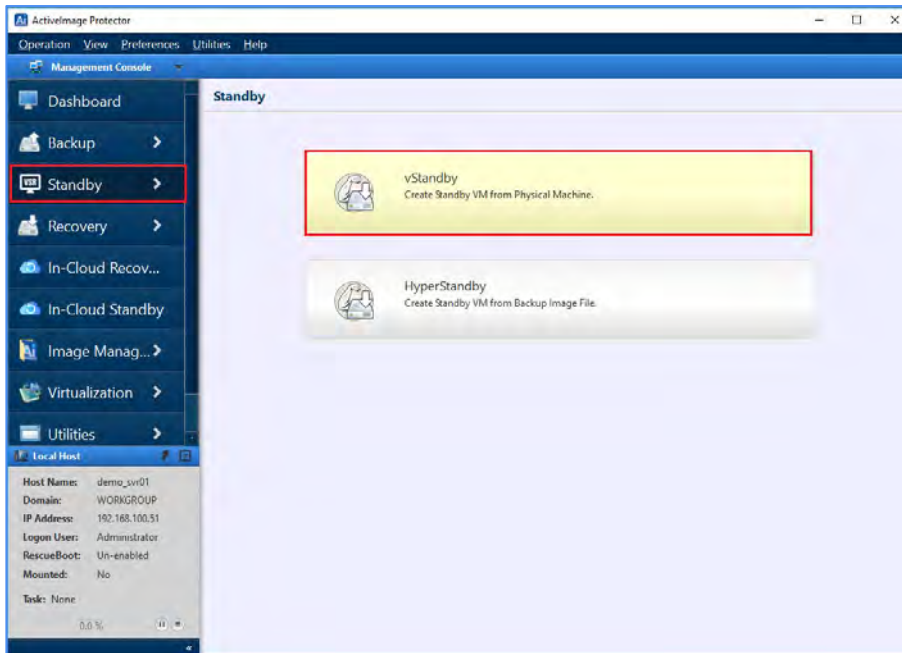 ActiveImage Protector
Operation View Preferences Utilities Help
Management Console
Dashboard
Backup
Standby
Recovery
In-Cloud Recov...
In-Cloud Standby
Image Manag...
Virtualization
Utilities
Local Host
Host Name: demo_svr01
Domain: WORKGROUP
IP Address: 192.168.100.51
Logon User: Administrator
RescueBoot: Un-enabled
Mounted: No
Task: None
0.0 %
Standby
vStandby
Create Standby VM from Physical Machine.
HyperStandby
Create Standby VM from Backup Image File.